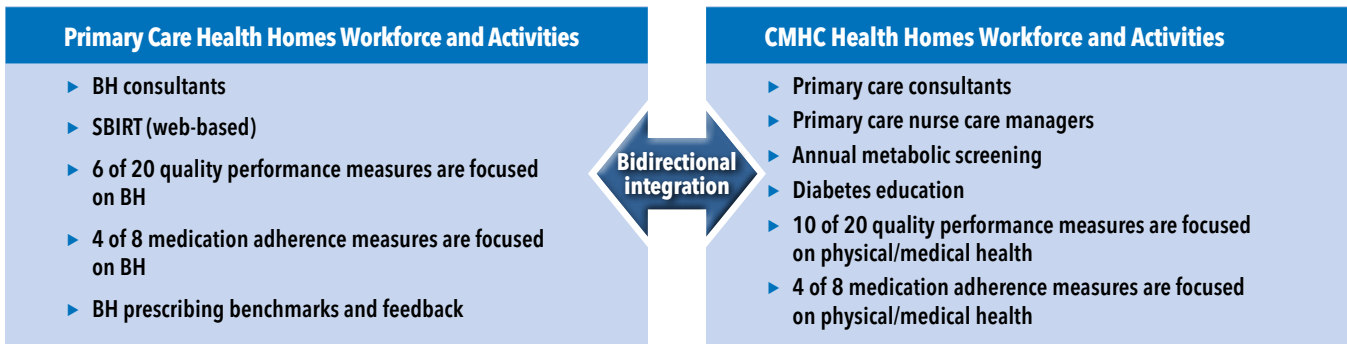 Primary Care Health Homes Workforce and Activities
▶ BH consultants
▶ SBIRT (web-based)
▶ 6 of 20 quality performance measures are focused
on BH
▶ 4 of 8 medication adherence measures are focused
on BH
▶ BH prescribing benchmarks and feedback
Bidirectional
integration
CMHC Health Homes Workforce and Activities
▶ Primary care consultants
▶ Primary care nurse care managers
▶ Annual metabolic screening
▶ Diabetes education
▶ 10 of 20 quality performance measures are focused
on physical/medical health
▶ 4 of 8 medication adherence measures are focused
on physical/medical health